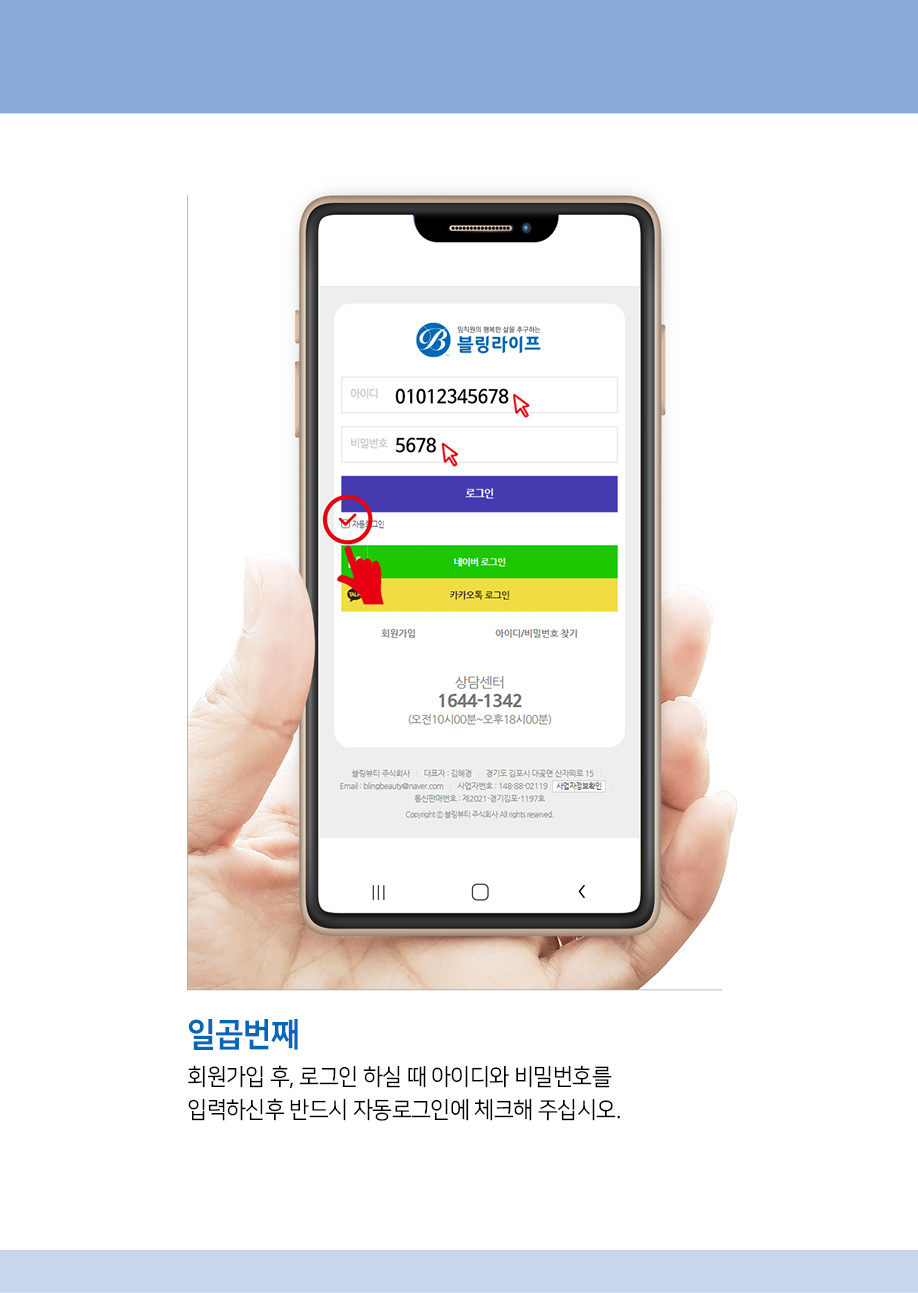 임직원의 행복한 삶을 추구하는
블링라이프
아이디 01012345678
비밀번호 5678
로그인
자동로그인
네이버 로그인
TALK
카카오톡 로그인
회원가입 아이디/비밀번호 찾기
상담센터
1644-1342
(오전10시00분~오후18시00분)
블링뷰티 주식회사 | 대표자 : 김혜경 | 경기도 김포시 대곶면 산자뫼로 15
Email : blingbeauty@naver.com | 사업자번호 : 148-88-02119 사업자정보확인
통신판매번호 : 제2021-경기김포-1197호
Copyright ⓒ 블링뷰티 주식회사 All rights reserved.
일곱번째
회원가입 후, 로그인 하실 때 아이디와 비밀번호를
입력하신후 반드시 자동로그인에 체크해 주십시오.